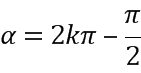 α = 2kπ − π/2